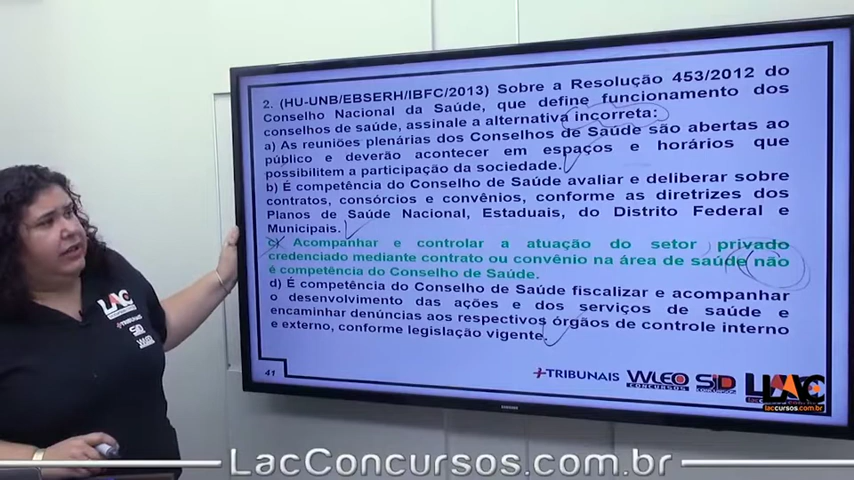 2. (HU-UNB/EBSERH/IBFC/2013) Sobre a Resolução 453/2012 do
Conselho Nacional da Saúde, que define funcionamento dos
conselhos de saúde, assinale a alternativa incorreta:
a) As reuniões plenárias dos Conselhos de Saúde são abertas ao
público e deverão acontecer em espaços e horários que
possibilitem a participação da sociedade.
b) É competência do Conselho de Saúde avaliar e deliberar sobre
contratos, consórcios e convênios, conforme as diretrizes dos
Planos de Saúde Nacional, Estaduais, do Distrito Federal e
Municipais.
c) Acompanhar e controlar a atuação do setor privado
credenciado mediante contrato ou convênio na área de saúde não
é competência do Conselho de Saúde.
d) É competência do Conselho de Saúde fiscalizar e acompanhar
o desenvolvimento das ações e dos serviços de saúde e
encaminhar denúncias aos respectivos órgãos de controle interno
e externo, conforme legislação vigente.
41
TRIBUNAIS WLEO CONCURSOS SD LAC
lacconcursos.com.br
LAC
TRIBUNAIS
SD
WLEO
LacConcursos.com.br